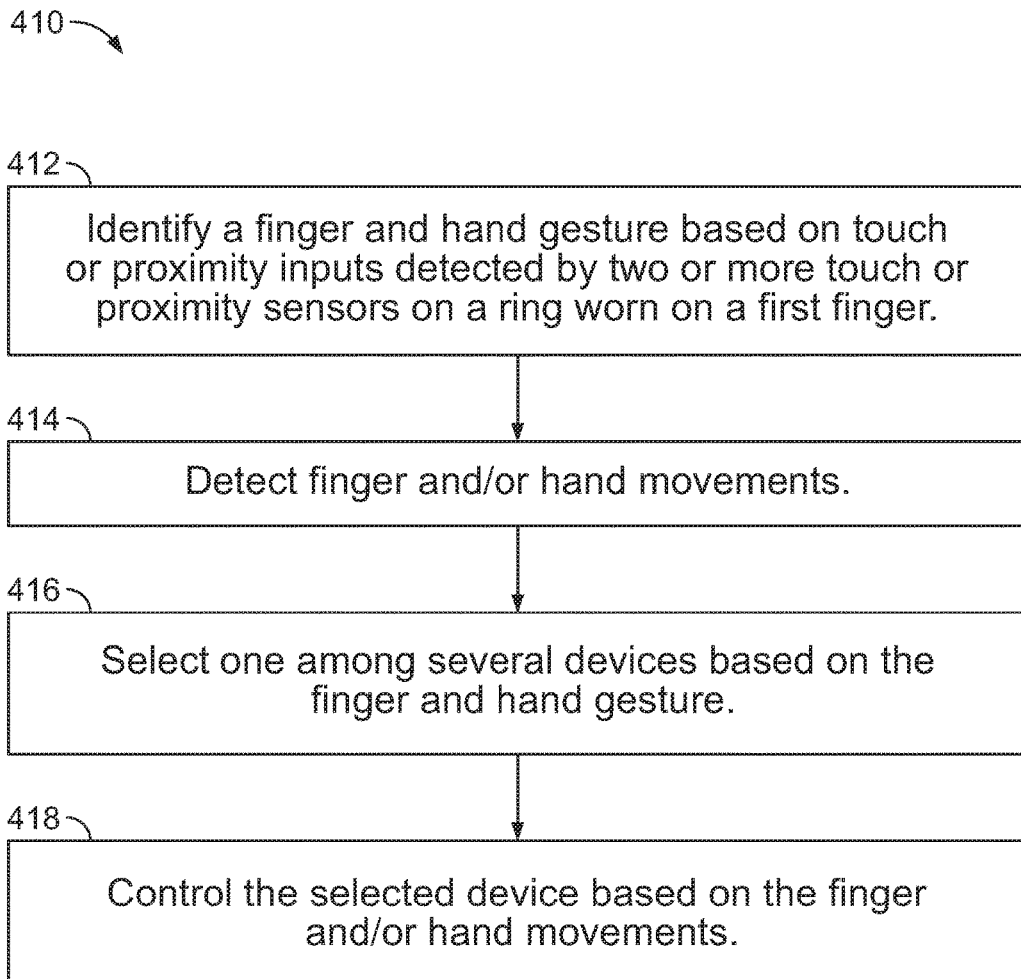 410
412
Identify a finger and hand gesture based on touch
or proximity inputs detected by two or more touch or
proximity sensors on a ring worn on a first finger.
414
Detect finger and/or hand movements.
416
Select one among several devices based on the
finger and hand gesture.
418
Control the selected device based on the finger
and/or hand movements.